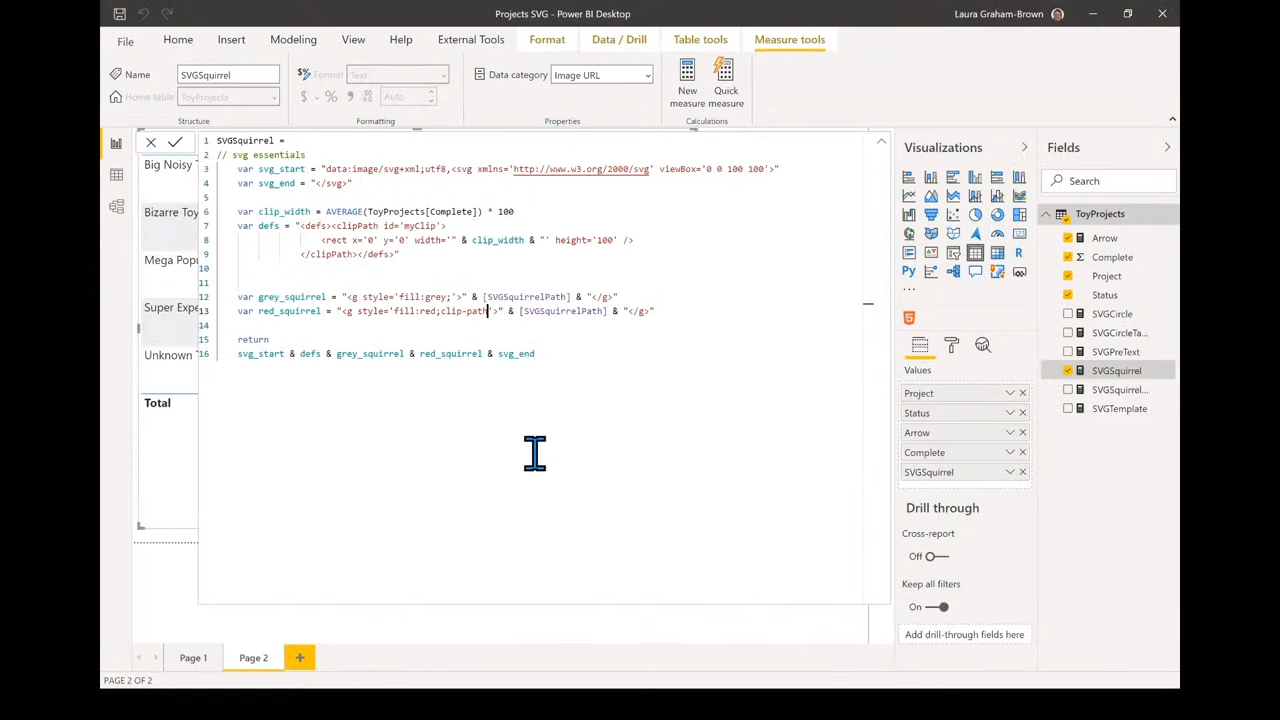 Projects SVG - Power BI Desktop
Laura Graham-Brown
File
Home
Insert
Modeling
View
Help
External Tools
Format
Data / Drill
Table tools
Measure tools
Name
SVGSquirrel
Home table
ToyProjects
Structure
Format
Text
$
%
Auto
Formatting
Data category
Image URL
Properties
New measure
Quick measure
Calculations
Big Noisy
Bizarre Toy
Mega Popu
Super Expe
Unknown
Total
1 SVGSquirrel =
2 // svg essentials
3 var svg_start = "data:image/svg+xml;utf8,<svg xmlns='http://www.w3.org/2000/svg' viewBox='0 0 100 100'>"
4 var svg_end = "</svg>"
5
6 var clip_width = AVERAGE(ToyProjects[Complete]) * 100
7 var defs = "<defs><clipPath id='myClip'>
8 <rect x='0' y='0' width='" & clip_width & "' height='100' />
9 </clipPath></defs>"
10
11
12 var grey_squirrel = "<g style='fill:grey;'>" & [SVGSquirrelPath] & "</g>"
13 var red_squirrel = "<g style='fill:red;clip-path'>" & [SVGSquirrelPath] & "</g>"
14
15 return
16 svg_start & defs & grey_squirrel & red_squirrel & svg_end
Visualizations
R
Py
Values
Project
Status
Arrow
Complete
SVGSquirrel
Drill through
Cross-report
Off
Keep all filters
On
Add drill-through fields here
Fields
Search
ToyProjects
Arrow
Σ Complete
Project
Status
SVGCircle
SVGCircleTa...
SVGPreText
SVGSquirrel
SVGSquirrel...
SVGTemplate
Page 1
Page 2
PAGE 2 OF 2